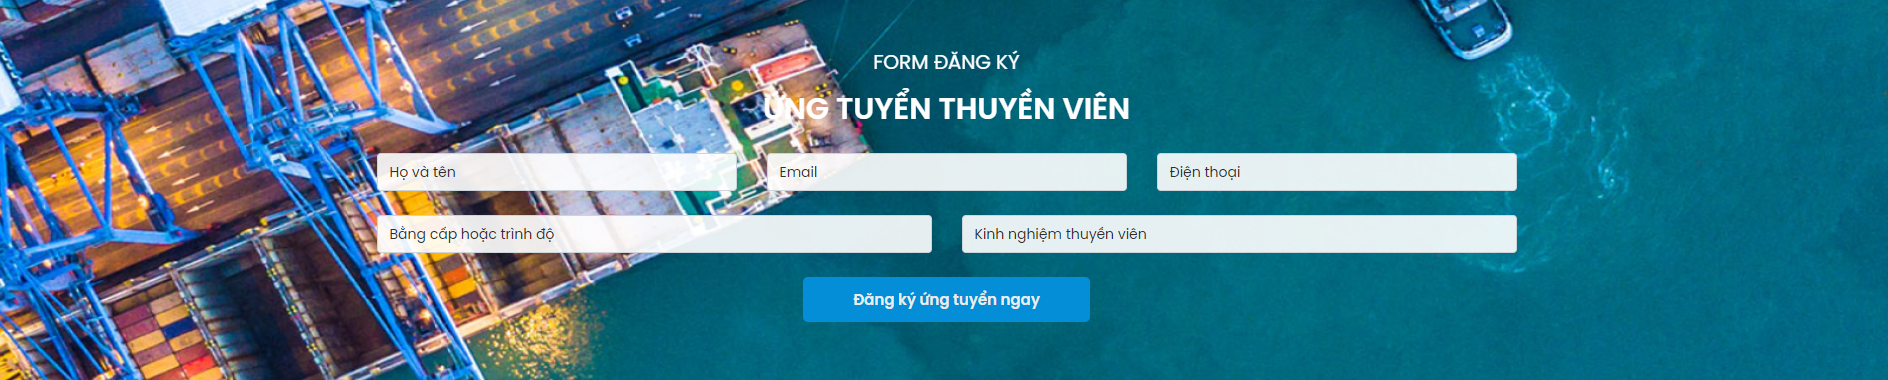 FORM ĐĂNG KÝ
ỨNG TUYỂN THUYỀN VIÊN
Họ và tên
Email
Điện thoại
Bằng cấp hoặc trình độ
Kinh nghiệm thuyền viên
Đăng ký ứng tuyển ngay